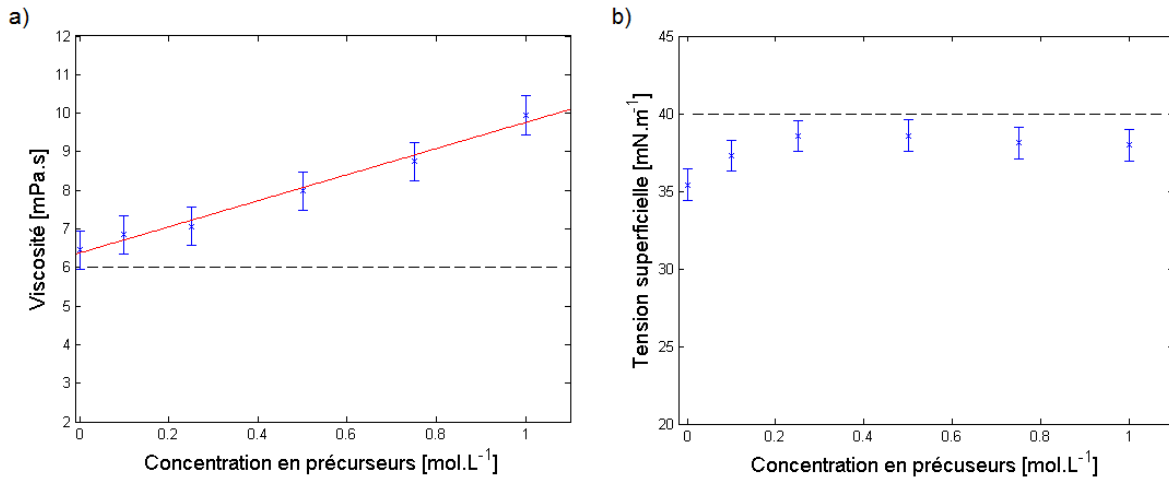 a)
12
11
10
9
8
7
6
5
4
3
2
Viscosité [mPa.s]
0 0.2 0.4 0.6 0.8 1
Concentration en précurseurs [mol.L-1]
b)
45
40
35
30
25
20
Tension superficielle [mN.m-1]
0 0.2 0.4 0.6 0.8 1
Concentration en précuseurs [mol.L-1]